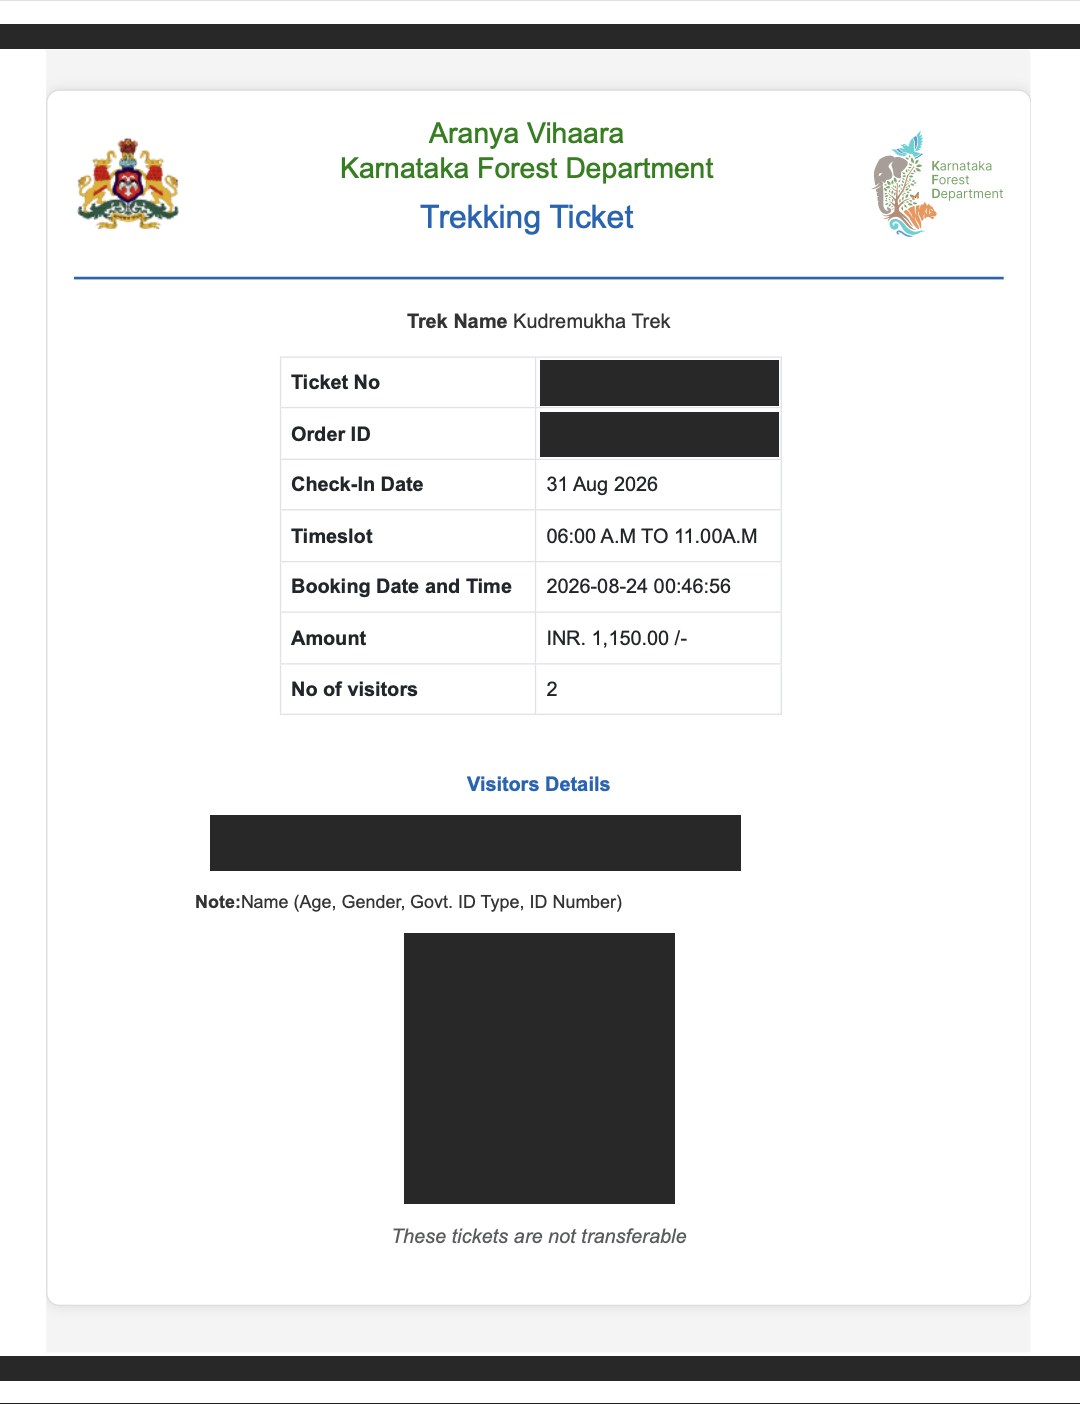 Aranya Vihaara
Karnataka Forest Department
Trekking Ticket
Karnataka
Forest
Department
Trek Name Kudremukha Trek
Ticket No
Order ID
Check-In Date 31 Aug 2026
Timeslot 06:00 A.M TO 11.00A.M
Booking Date and Time 2026-08-24 00:46:56
Amount INR. 1,150.00 /-
No of visitors 2
Visitors Details
Note:Name (Age, Gender, Govt. ID Type, ID Number)
These tickets are not transferable